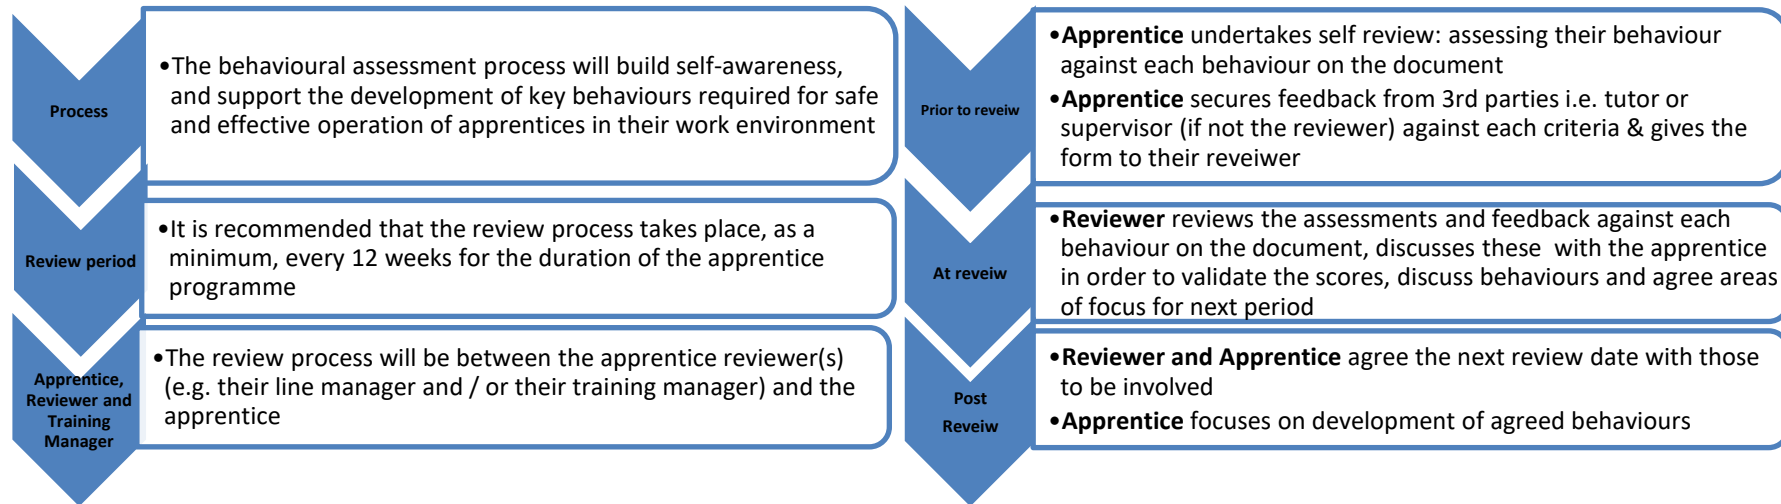 Process
•The behavioural assessment process will build self-awareness,
and support the development of key behaviours required for safe
and effective operation of apprentices in their work environment
Review period
•It is recommended that the review process takes place, as a
minimum, every 12 weeks for the duration of the apprentice
programme
Apprentice,
Reviewer and
Training
Manager
•The review process will be between the apprentice reviewer(s)
(e.g. their line manager and / or their training manager) and the
apprentice
Prior to reveiw
•Apprentice undertakes self review: assessing their behaviour
against each behaviour on the document
•Apprentice secures feedback from 3rd parties i.e. tutor or
supervisor (if not the reviewer) against each criteria & gives the
form to their reveiwer
At reveiw
•Reviewer reviews the assessments and feedback against each
behaviour on the document, discusses these with the apprentice
in order to validate the scores, discuss behaviours and agree areas
of focus for next period
Post
Reveiw
•Reviewer and Apprentice agree the next review date with those
to be involved
•Apprentice focuses on development of agreed behaviours